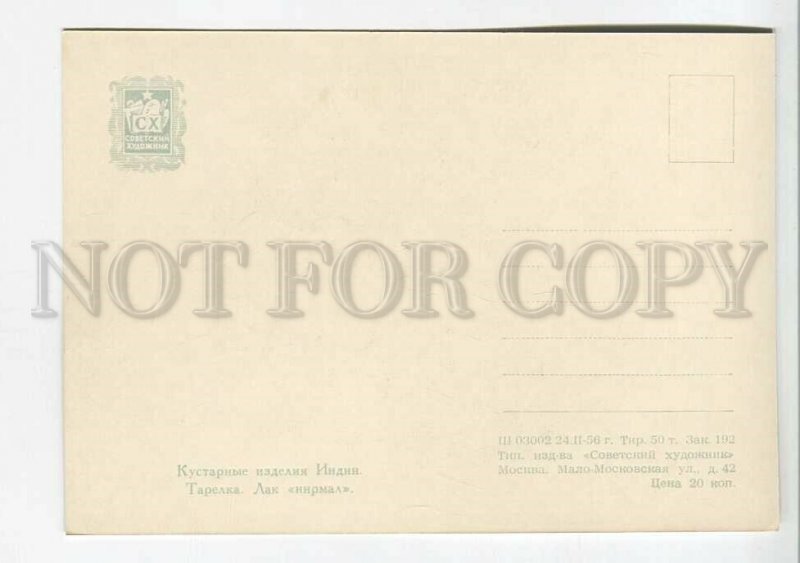 СХ
СОВЕТСКИЙ
ХУДОЖНИК
NOT FOR COPY
Кустарные изделия Индии.
Тарелка. Лак «нирмал».
Ш 03002 24.II-56 г. Тир. 50 т. Зак. 192
Тип. изд-ва «Советский художник»
Москва. Мало-Московская ул., д. 42
Цена 20 коп.